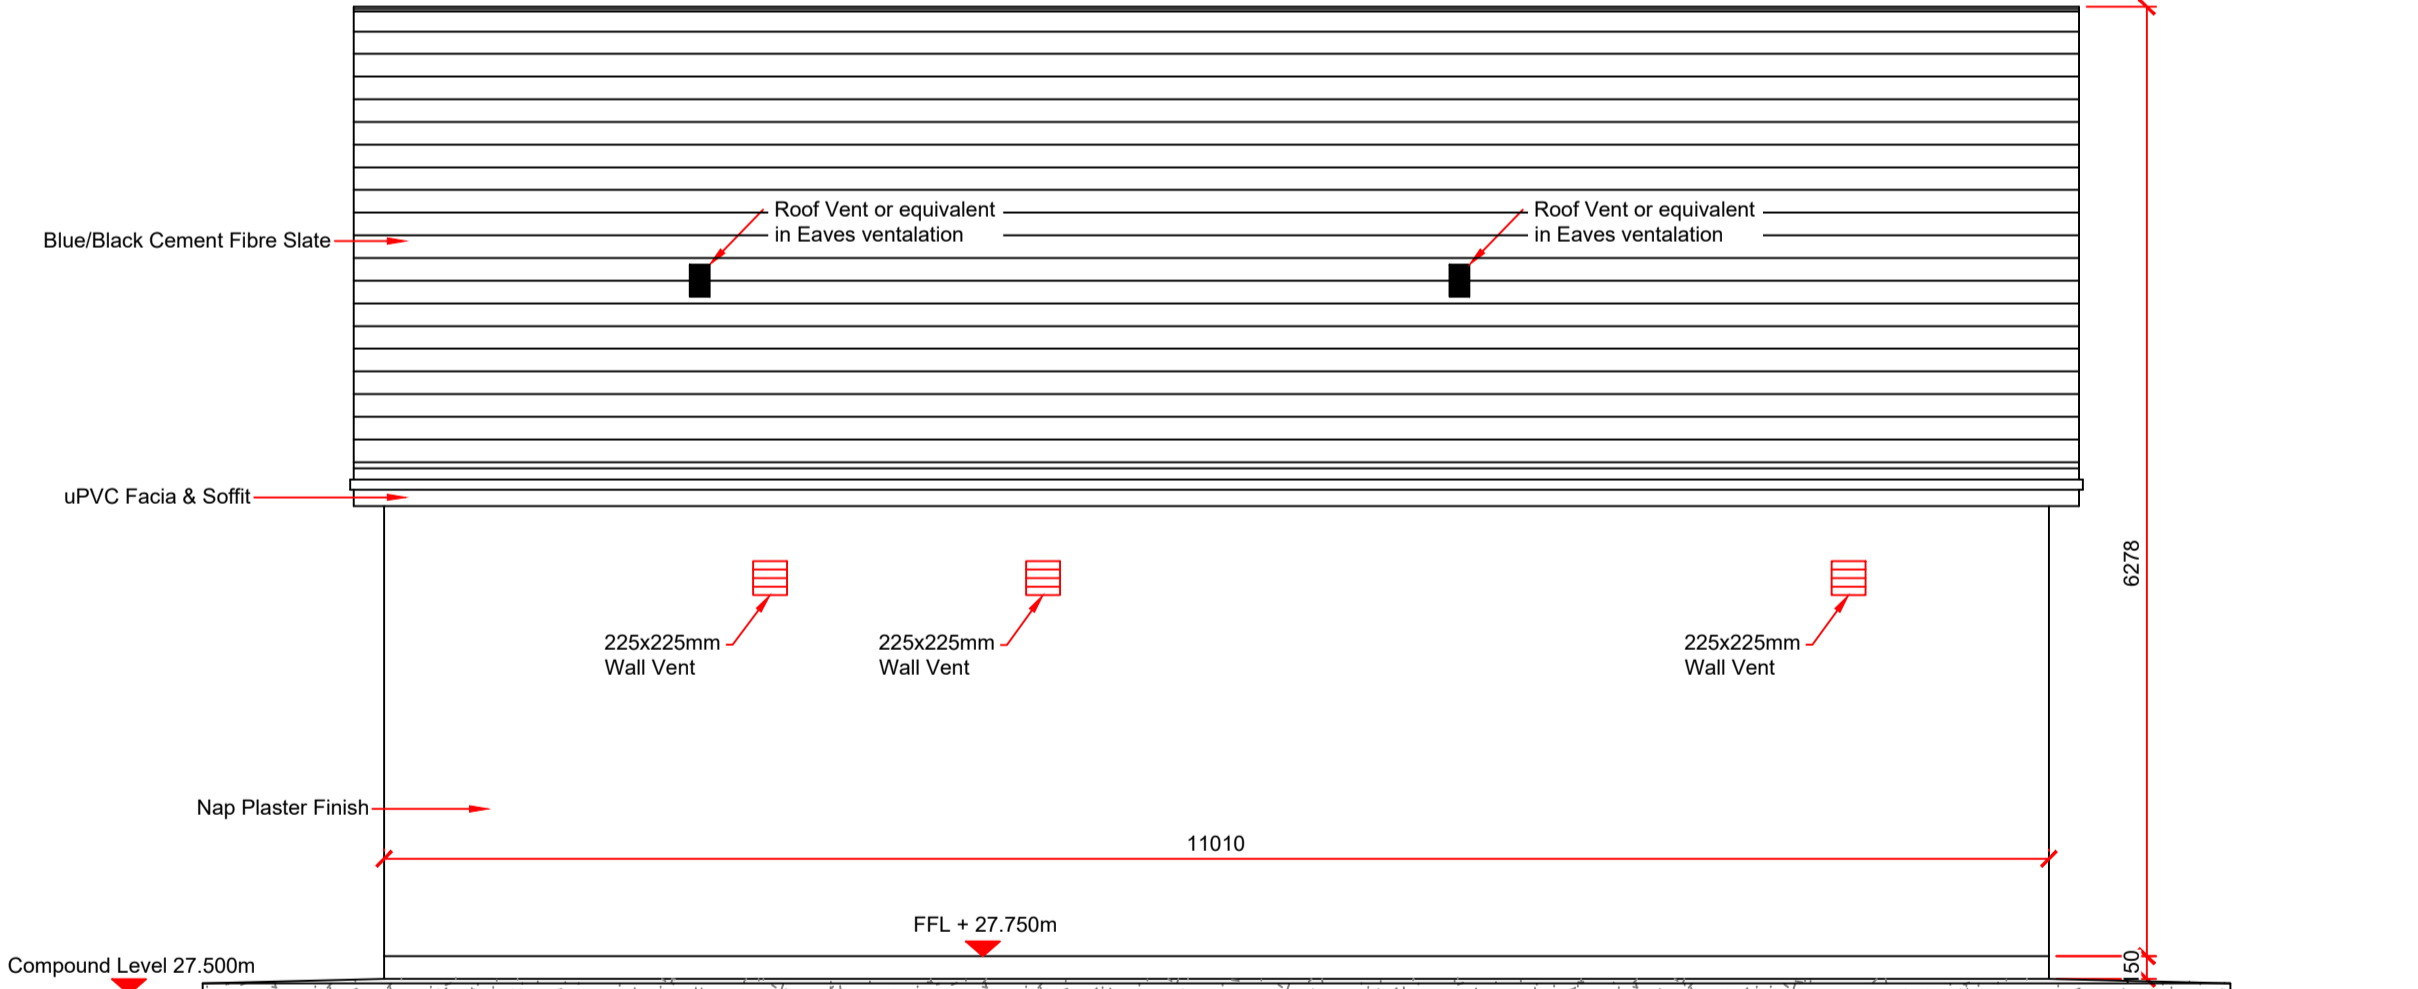 Roof Vent or equivalent
in Eaves ventalation
Roof Vent or equivalent
in Eaves ventalation
Blue/Black Cement Fibre Slate
uPVC Facia & Soffit
6278
225x225mm
Wall Vent
225x225mm
Wall Vent
225x225mm
Wall Vent
Nap Plaster Finish
11010
FFL + 27.750m
Compound Level 27.500m
150